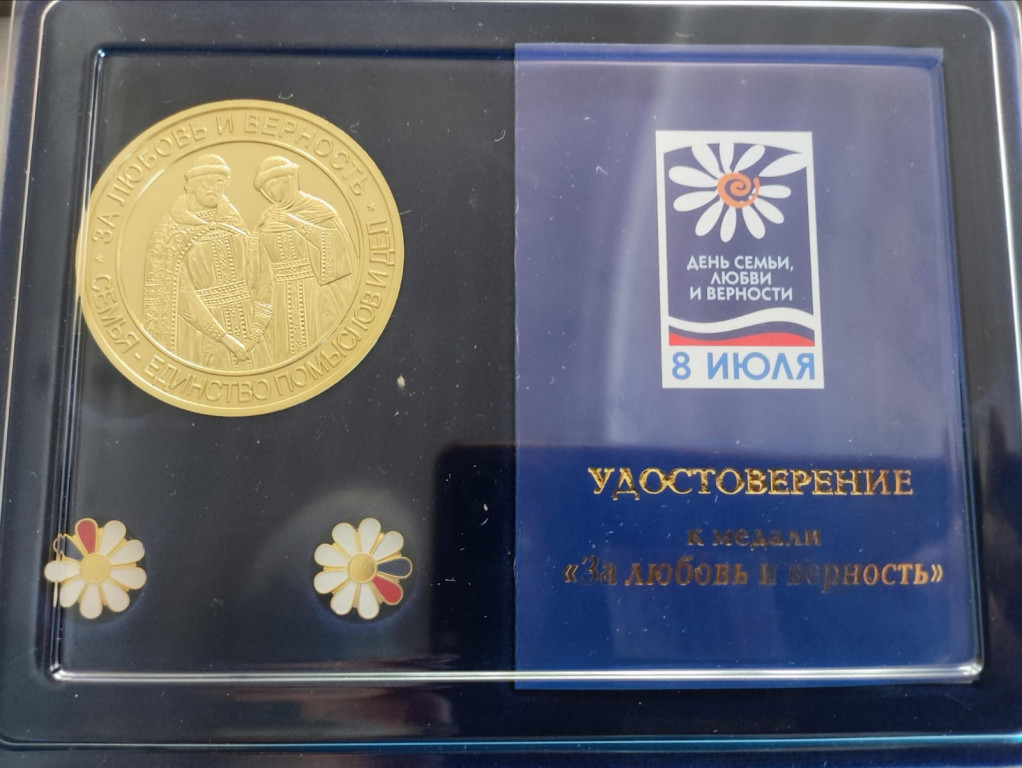 * ЗА ЛЮБОВЬ И ВЕРНОСТЬ *
СЕМЬЯ - ЕДИНСТВО ПОМЫСЛОВ И ДЕЛ
ДЕНЬ СЕМЬИ,
ЛЮБВИ
И ВЕРНОСТИ
8 ИЮЛЯ
УДОСТОВЕРЕНИЕ
к медали
«За любовь и верность»